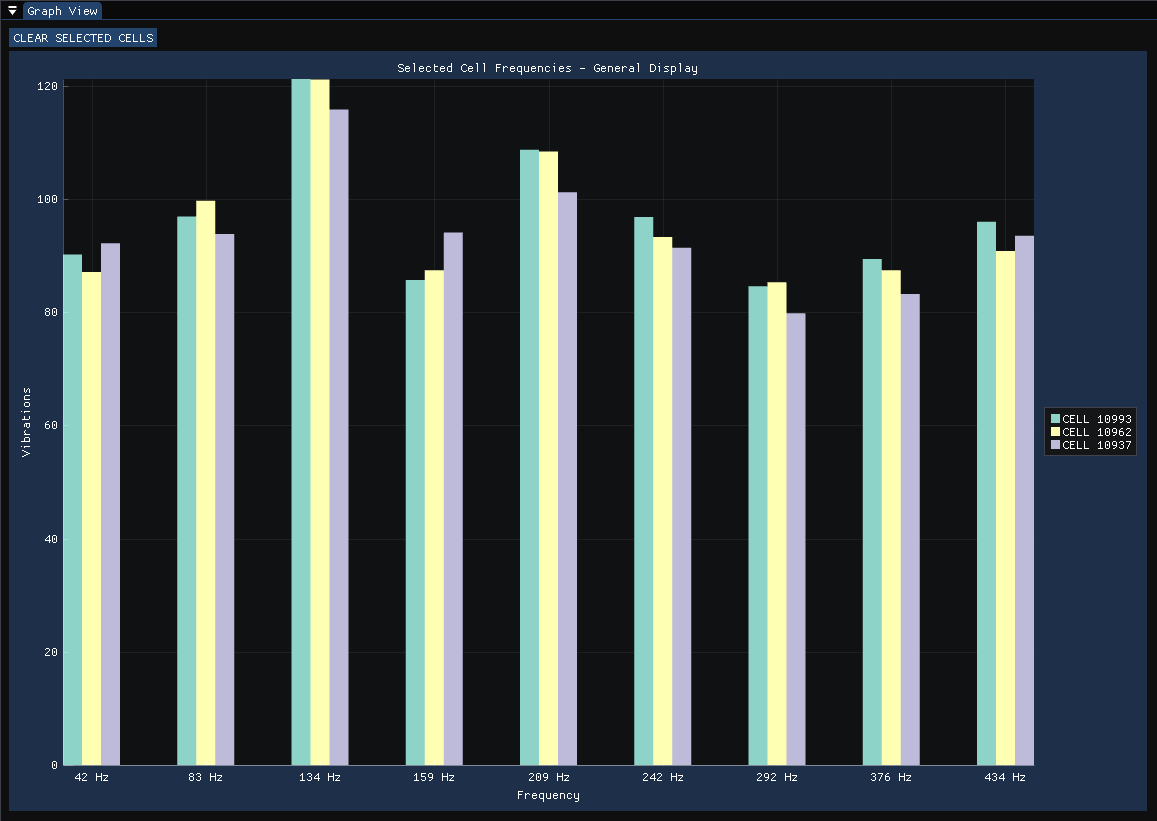 Graph View
CLEAR SELECTED CELLS
Selected Cell Frequencies - General Display
120
100
80
60
40
20
0
Vibrations
42 Hz 83 Hz 134 Hz 159 Hz 209 Hz 242 Hz 292 Hz 376 Hz 434 Hz
Frequency
CELL 10993
CELL 10962
CELL 10937